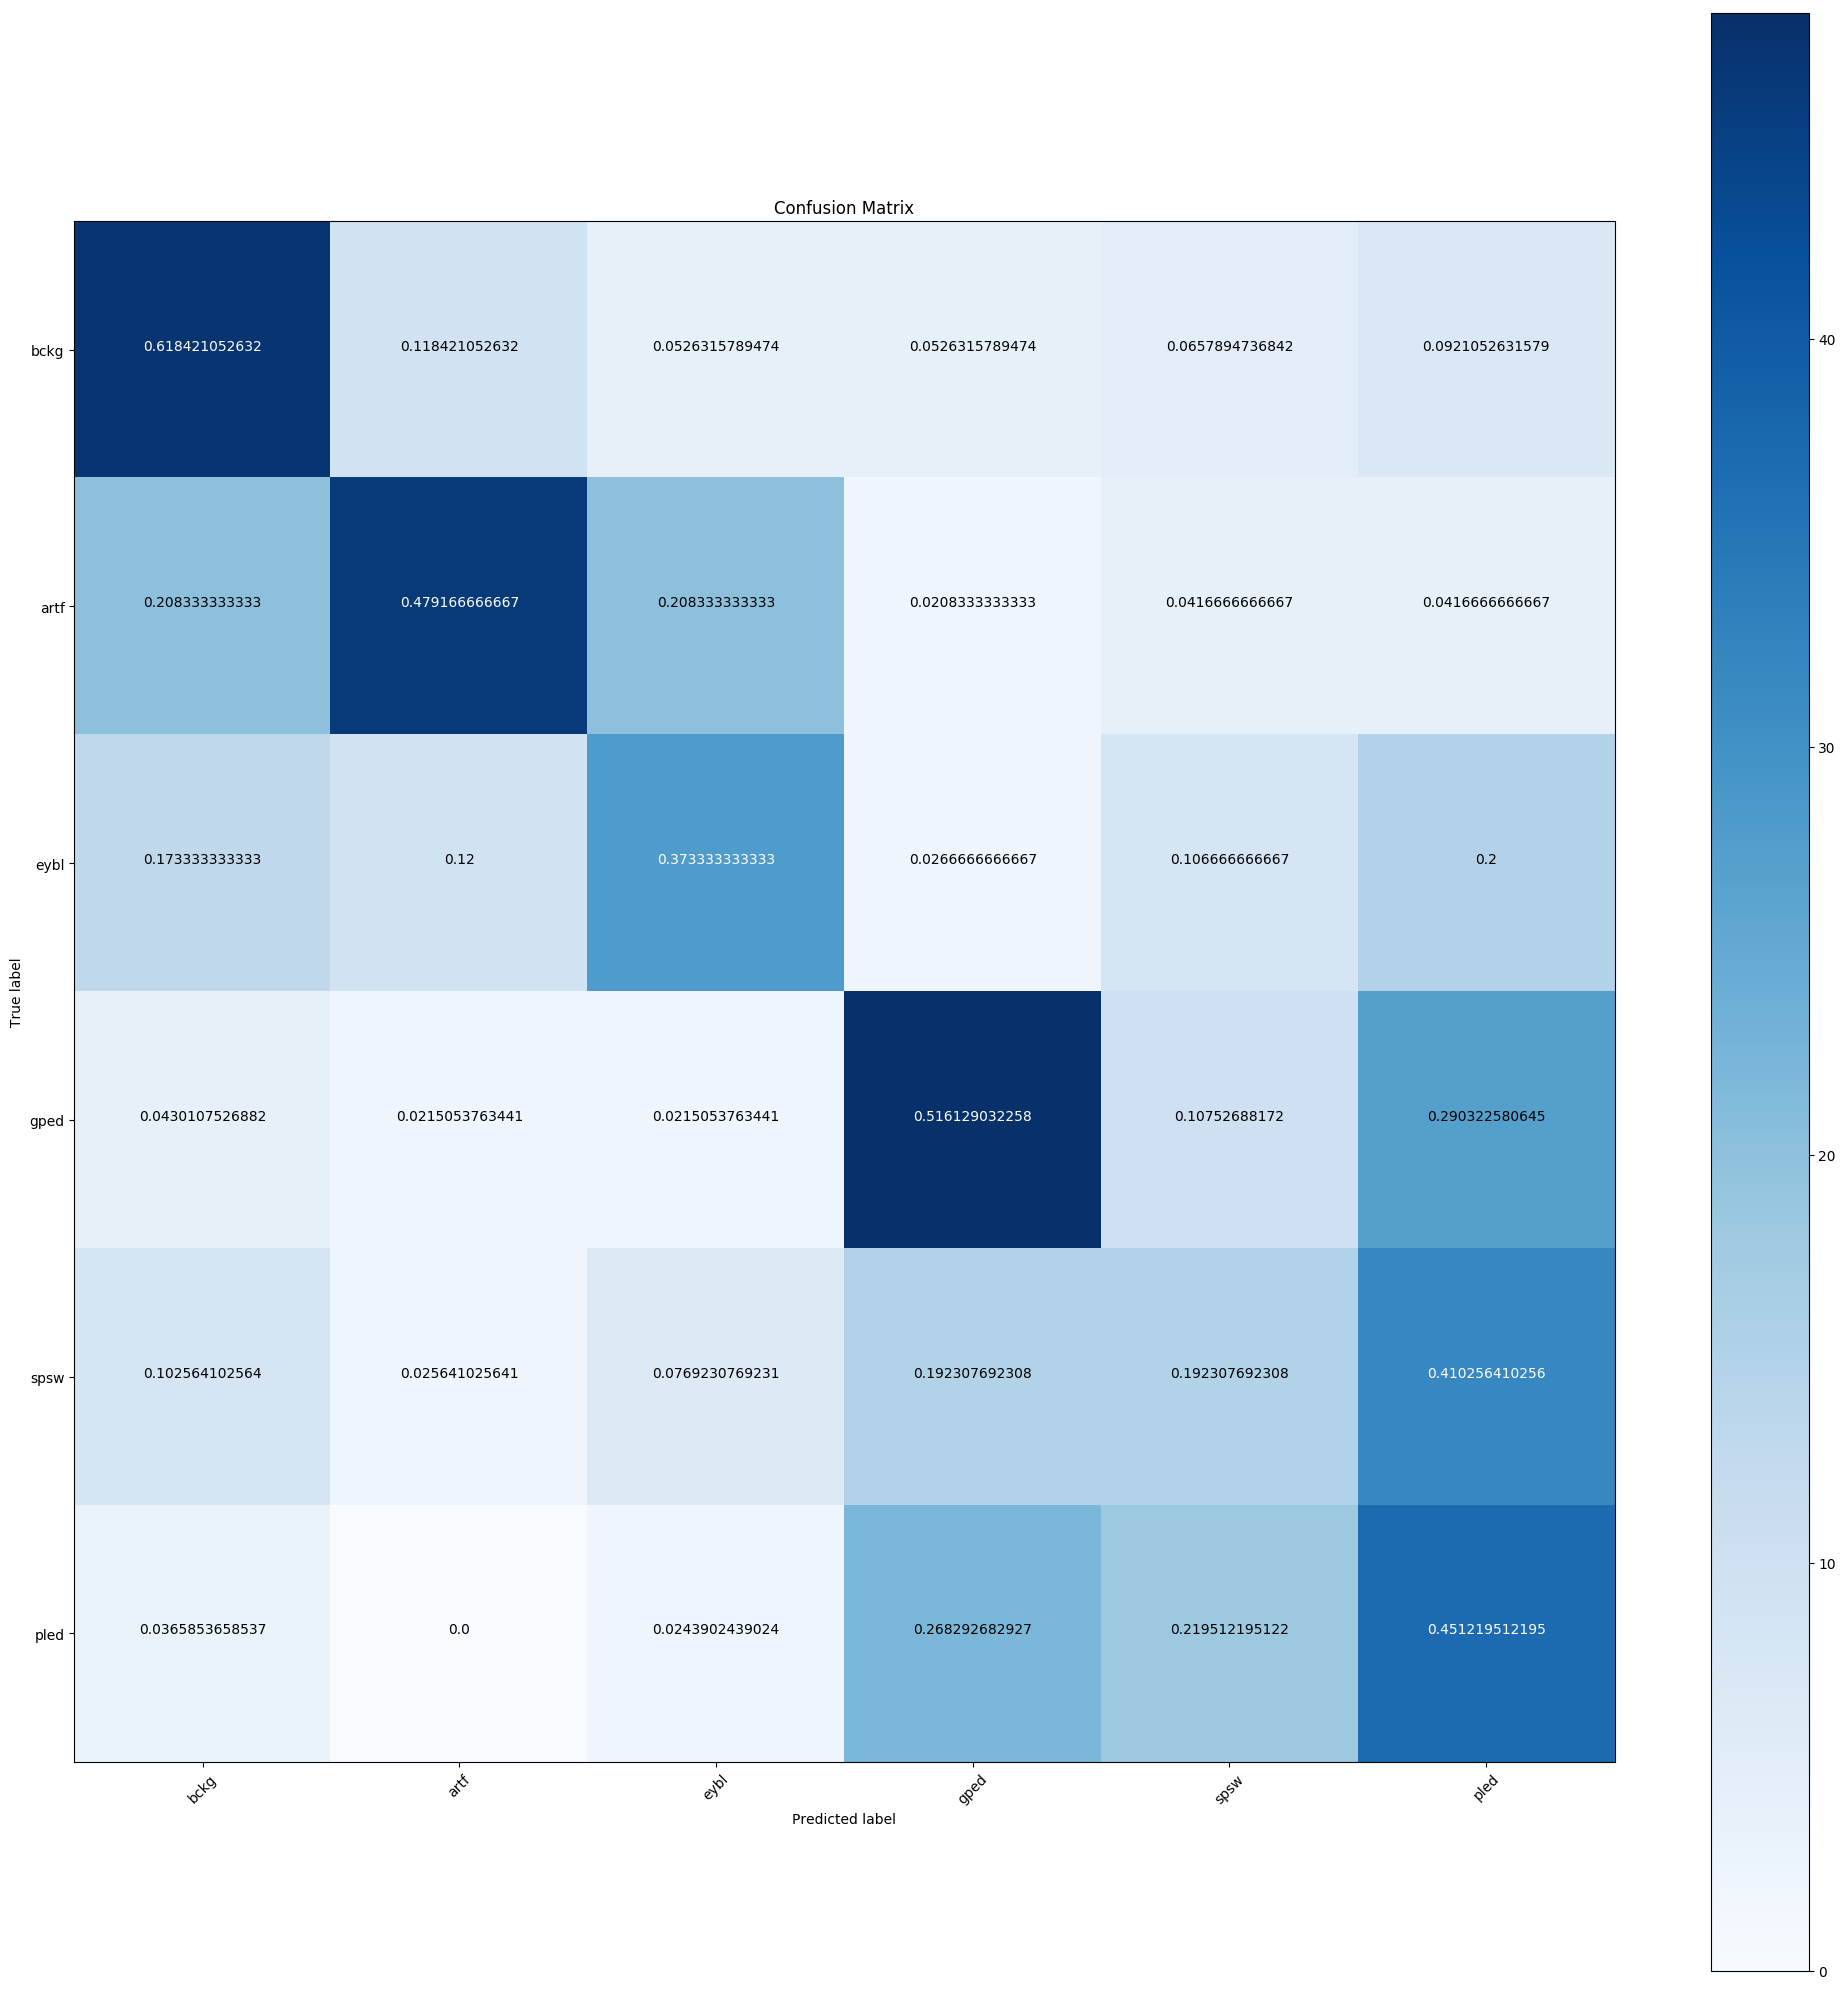 Confusion Matrix
bckg 0.618421052632 0.118421052632 0.0526315789474 0.0526315789474 0.0657894736842 0.0921052631579
artf 0.208333333333 0.479166666667 0.208333333333 0.0208333333333 0.0416666666667 0.0416666666667
eybl 0.173333333333 0.12 0.373333333333 0.0266666666667 0.106666666667 0.2
gped 0.0430107526882 0.0215053763441 0.0215053763441 0.516129032258 0.10752688172 0.290322580645
spsw 0.102564102564 0.025641025641 0.0769230769231 0.192307692308 0.192307692308 0.410256410256
pled 0.0365853658537 0.0 0.0243902439024 0.268292682927 0.219512195122 0.451219512195
bckg artf eybl gped spsw pled
Predicted label
True label
40
30
20
10
0